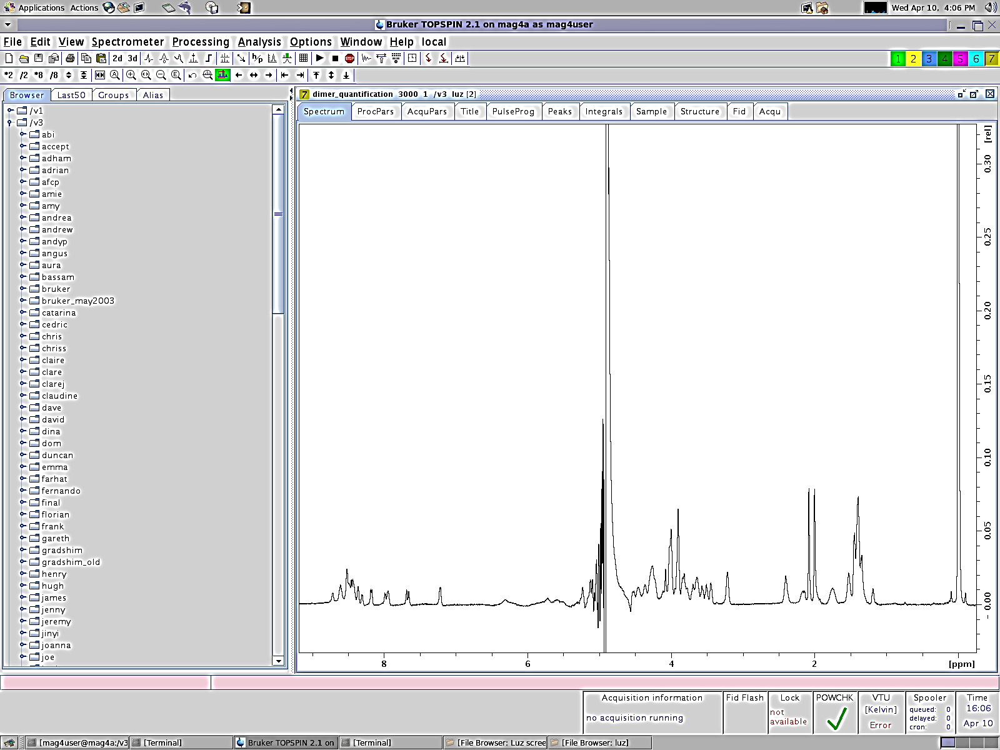 Applications Actions Wed Apr 10, 4:06 PM
Bruker TOPSPIN 2.1 on mag4a as mag4user
File Edit View Spectrometer Processing Analysis Options Window Help local
2d 3d 1 2 3 4 5 6 7
*2 /2 *8 /8
Browser Last50 Groups Alias
/v1
/v3
abi
accept
adham
adrian
afcp
amie
amy
andrea
andrew
andyp
angus
aura
bassam
bruker
bruker_may2003
catarina
cedric
chris
chriss
claire
clare
clarej
claudine
dave
david
dina
dom
duncan
emma
farhat
fernando
final
florian
frank
gareth
gradshim
gradshim_old
henry
hugh
james
jenny
jeremy
jinyi
joanna
joe
7 dimer_quantification 3000 1 /v3 luz [2]
Spectrum ProcPars AcquPars Title PulseProg Peaks Integrals Sample Structure Fid Acqu
[rel]
0.30
0.25
0.20
0.15
0.10
0.05
- 0.00
8 6 4 2 [ppm]
Acquisition information
no acquisition running
Fid Flash
Lock
not
available
POWCHK
VTU
[Kelvin]
Error
Spooler
queued: 0
delayed: 0
cron: 0
Time
16:06
Apr 10
[mag4user@mag4a:/v3 [Terminal] Bruker TOPSPIN 2.1 on [Terminal] [File Browser: Luz scree [File Browser: luz]